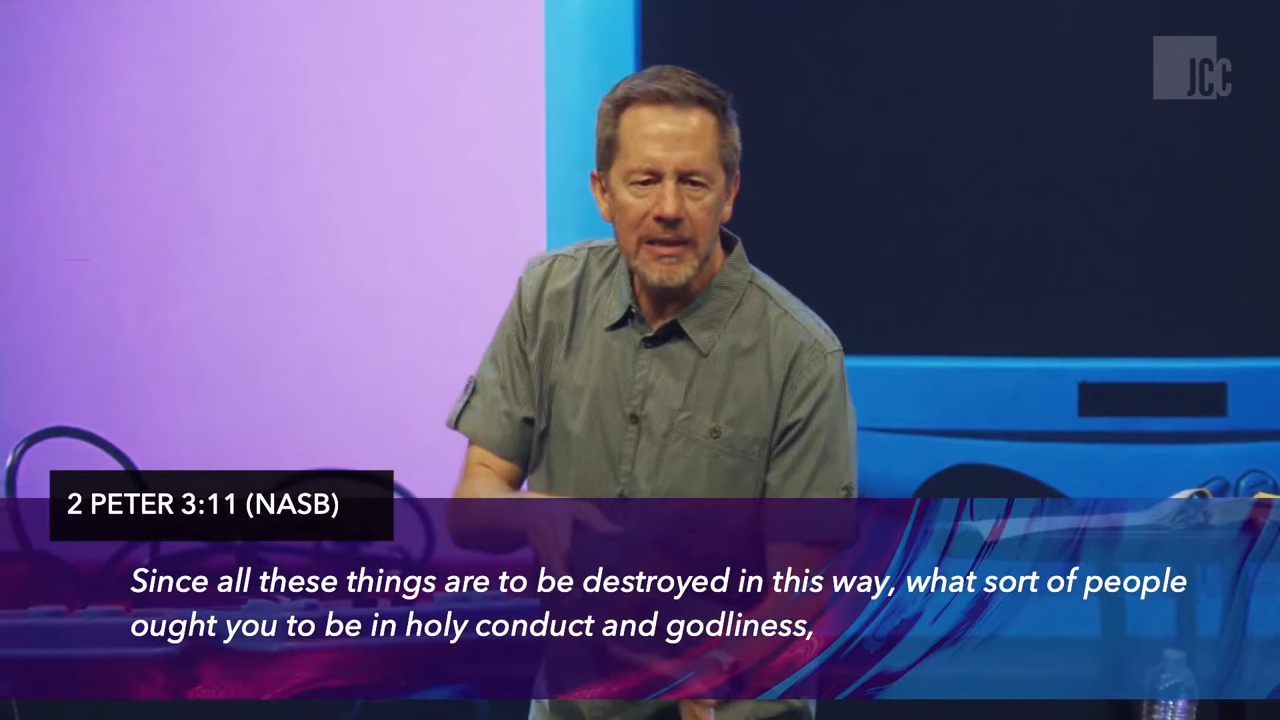 JCC
2 PETER 3:11 (NASB)
Since all these things are to be destroyed in this way, what sort of people
ought you to be in holy conduct and godliness,